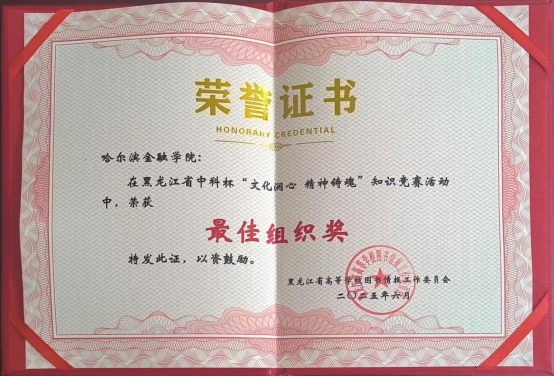 荣誉证书
HONORARY CREDENTIAL
哈尔滨金融学院：
在黑龙江省中科杯“文化润心 精神铸魂”知识竞赛活动
中，荣获
最佳组织奖
特发此证，以资鼓励。
黑龙江省高等学校图书情报工作委员会
二〇二五年六月